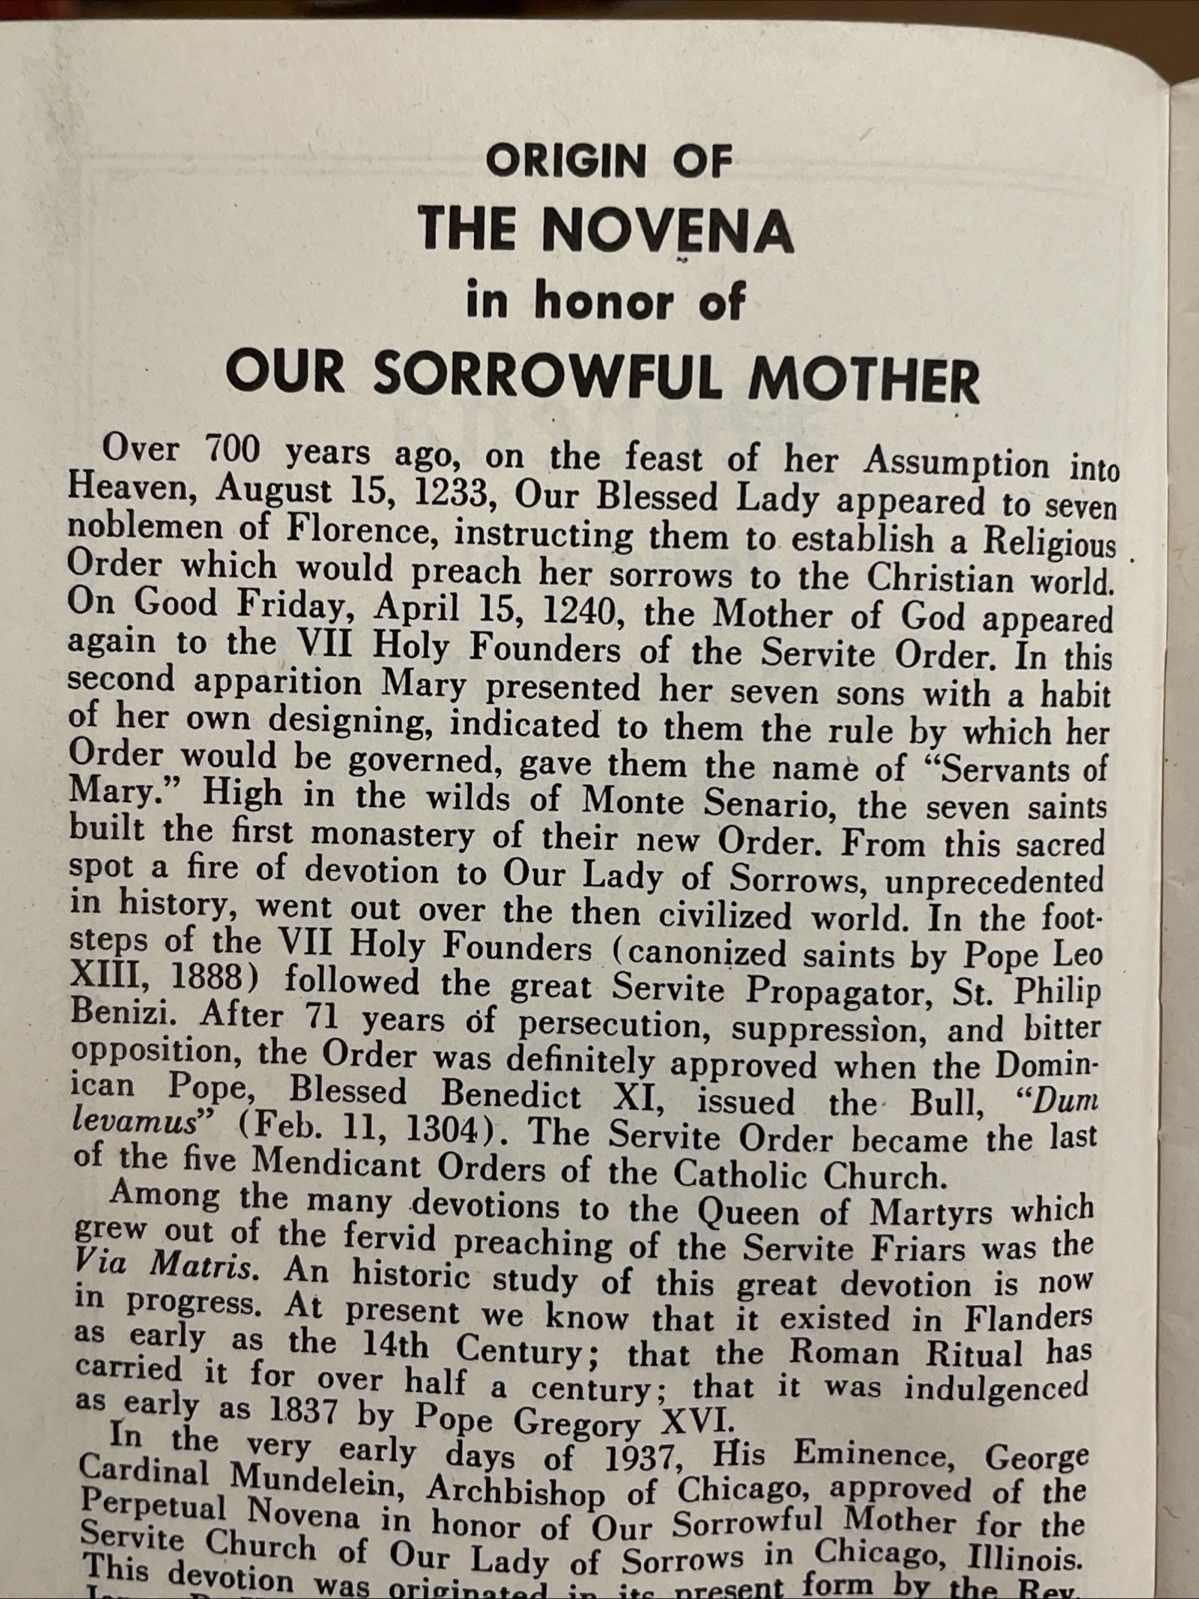 ORIGIN OF
THE NOVENA
in honor of
OUR SORROWFUL MOTHER
Over 700 years ago, on the feast of her Assumption into
Heaven, August 15, 1233, Our Blessed Lady appeared to seven
noblemen of Florence, instructing them to establish a Religious
Order which would preach her sorrows to the Christian world.
On Good Friday, April 15, 1240, the Mother of God appeared
again to the VII Holy Founders of the Servite Order. In this
second apparition Mary presented her seven sons with a habit
of her own designing, indicated to them the rule by which her
Order would be governed, gave them the name of “Servants of
Mary.” High in the wilds of Monte Senario, the seven saints
built the first monastery of their new Order. From this sacred
spot a fire of devotion to Our Lady of Sorrows, unprecedented
in history, went out over the then civilized world. In the foot-
steps of the VII Holy Founders (canonized saints by Pope Leo
XIII, 1888) followed the great Servite Propagator, St. Philip
Benizi. After 71 years of persecution, suppression, and bitter
opposition, the Order was definitely approved when the Domin-
ican Pope, Blessed Benedict XI, issued the Bull, “Dum
levamus” (Feb. 11, 1304). The Servite Order became the last
of the five Mendicant Orders of the Catholic Church.
Among the many devotions to the Queen of Martyrs which
grew out of the fervid preaching of the Servite Friars was the
Via Matris. An historic study of this great devotion is now
in progress. At present we know that it existed in Flanders
as early as the 14th Century; that the Roman Ritual has
carried it for over half a century; that it was indulgenced
as early as 1837 by Pope Gregory XVI.
In the very early days of 1937, His Eminence, George
Cardinal Mundelein, Archbishop of Chicago, approved of the
Perpetual Novena in honor of Our Sorrowful Mother for the
Servite Church of Our Lady of Sorrows in Chicago, Illinois.
This devotion was originated in its present form by the Rev.